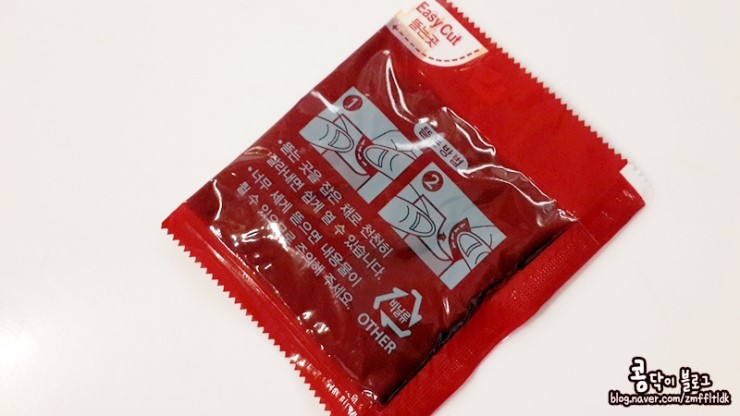 Easy Cut
뜯는곳
뜯는방법
1
2
• 뜯는 곳을 잡은 채로 천천히
잘라내면 쉽게 열 수 있습니다.
• 너무 세게 뜯으면 내용물이
튈 수 있으므로 주의해 주세요.
비닐류
OTHER
콩닥이 블로그
blog.naver.com/zmffltldk